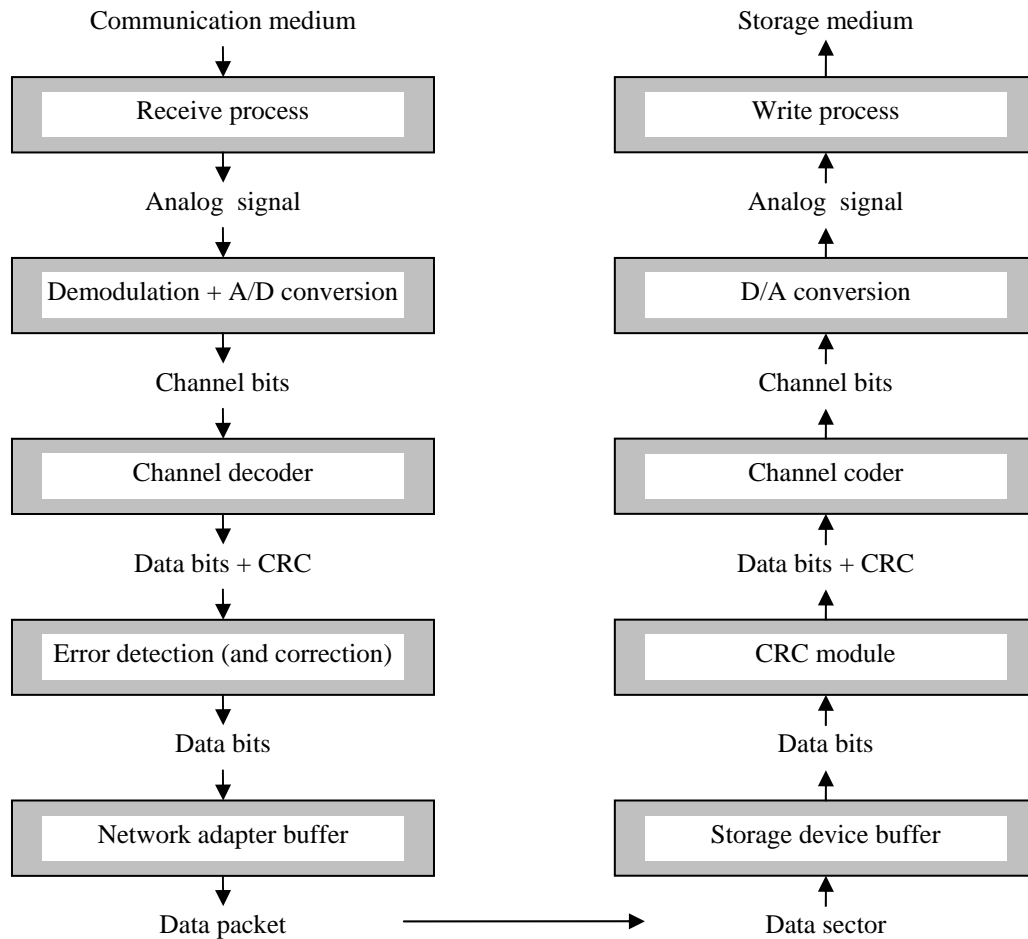 Communication medium
Receive process
Analog signal
Demodulation + A/D conversion
Channel bits
Channel decoder
Data bits + CRC
Error detection (and correction)
Data bits
Network adapter buffer
Data packet
Storage medium
Write process
Analog signal
D/A conversion
Channel bits
Channel coder
Data bits + CRC
CRC module
Data bits
Storage device buffer
Data sector